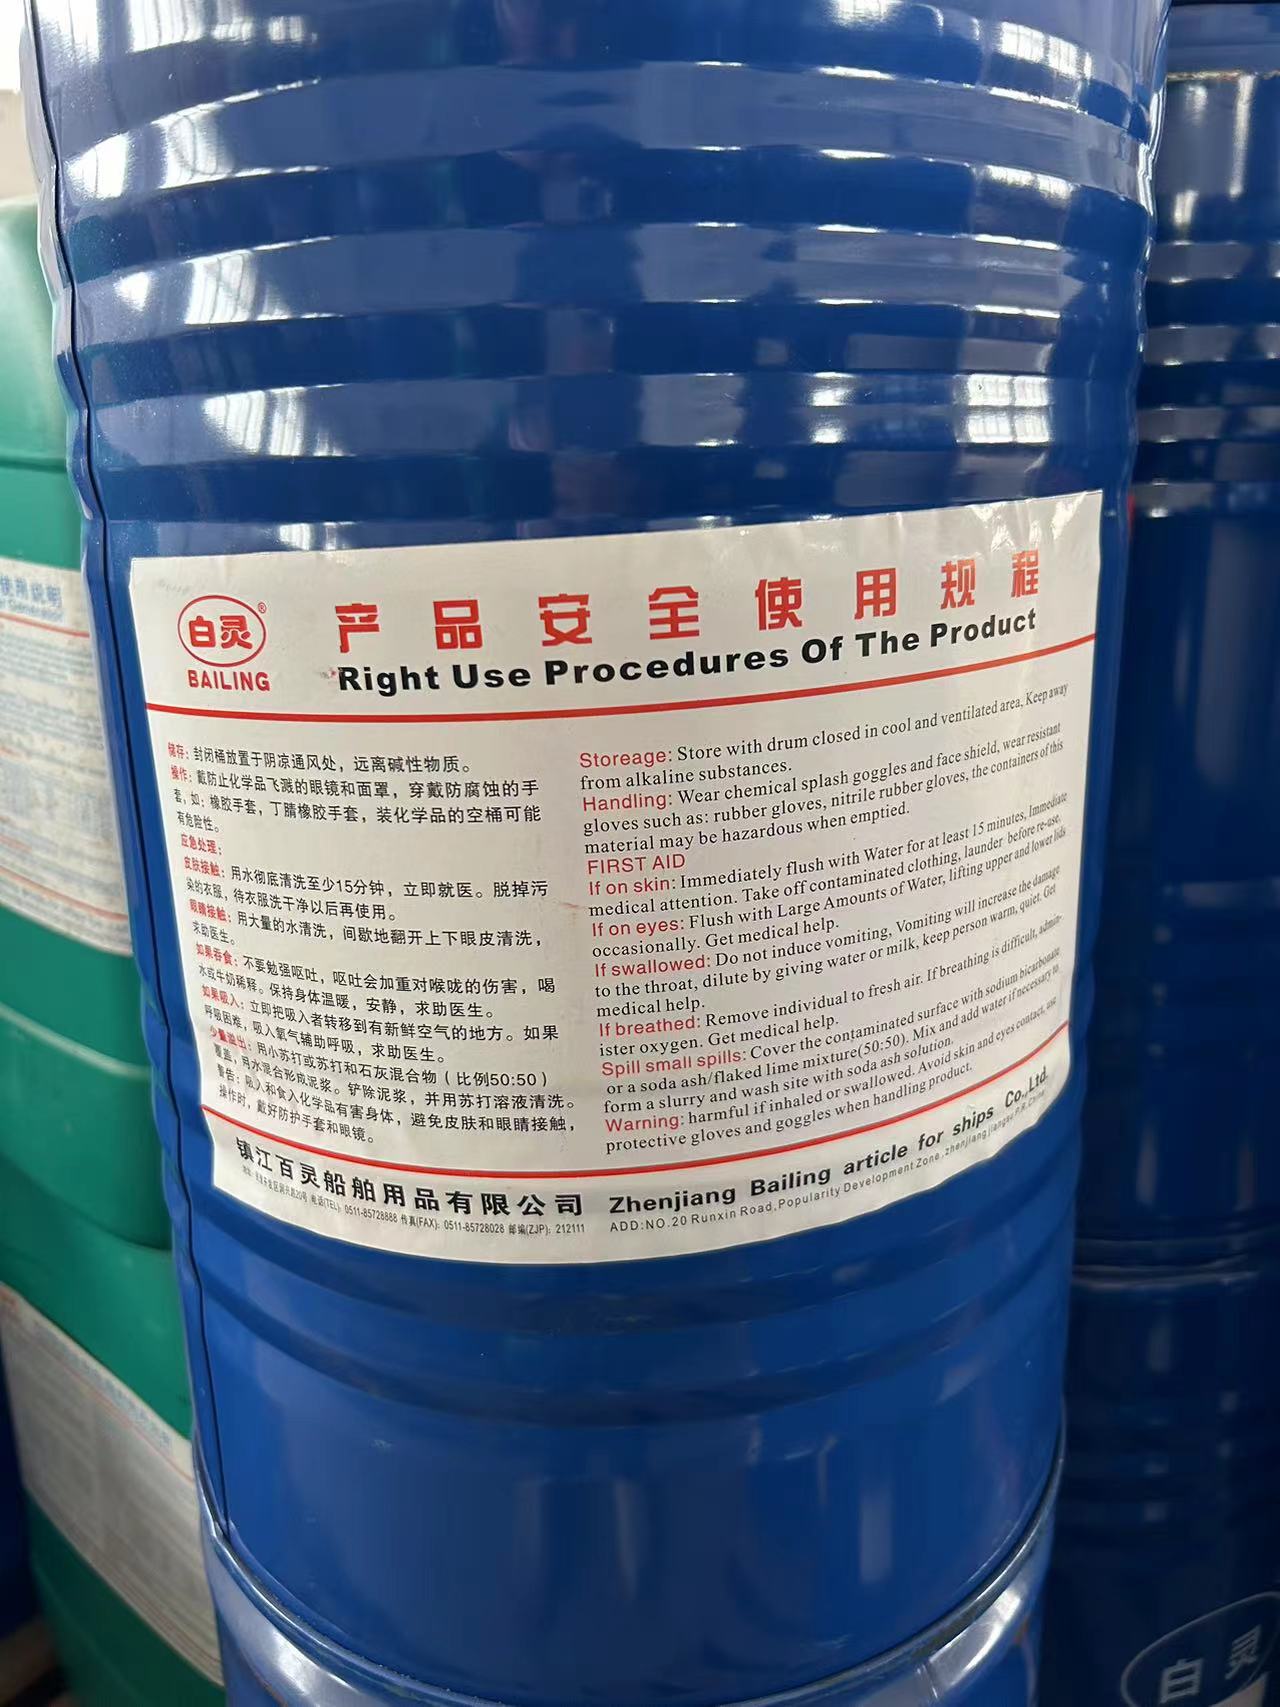 白灵®
BAILING
产品安全使用规程
Right Use Procedures Of The Product
储存：封闭桶放置于阴凉通风处，远离碱性物质。
操作：戴防止化学品飞溅的眼镜和面罩，穿戴防腐蚀的手
套，如：橡胶手套，丁腈橡胶手套，装化学品的空桶可能
有危险性。
应急处理：
皮肤接触：用水彻底清洗至少15分钟，立即就医。脱掉污
染的衣服，待衣服洗干净以后再使用。
眼睛接触：用大量的水清洗，间歇地翻开上下眼皮清洗，
求助医生。
如果吞食：不要勉强呕吐，呕吐会加重对喉咙的伤害，喝
水或牛奶稀释。保持身体温暖，安静，求助医生。
如果吸入：立即把吸入者转移到有新鲜空气的地方。如果
呼吸困难，吸入氧气辅助呼吸，求助医生。
少量溢出：用小苏打或苏打和石灰混合物（比例50:50）
覆盖，用水混合形成泥浆。铲除泥浆，并用苏打溶液清洗。
警告：吸入和食入化学品有害身体，避免皮肤和眼睛接触，
操作时，戴好防护手套和眼镜。
Storeage: Store with drum closed in cool and ventilated area, Keep away
from alkaline substances.
Handling: Wear chemical splash goggles and face shield, wear resistant
gloves such as: rubber gloves, nitrile rubber gloves, the containers of this
material may be hazardous when emptied.
FIRST AID
If on skin: Immediately flush with Water for at least 15 minutes, Immediate
medical attention. Take off contaminated clothing, launder before re-use.
If on eyes: Flush with Large Amounts of Water, lifting upper and lower lids
occasionally. Get medical help.
If swallowed: Do not induce vomiting, Vomiting will increase the damage
to the throat, dilute by giving water or milk, keep person warm, quiet. Get
medical help.
If breathed: Remove individual to fresh air. If breathing is difficult, admin-
ister oxygen. Get medical help.
Spill small spills: Cover the contaminated surface with sodium bicarbonate
or a soda ash/flaked lime mixture(50:50). Mix and add water if necessary to
form a slurry and wash site with soda ash solution.
Warning: harmful if inhaled or swallowed. Avoid skin and eyes contact, use
protective gloves and goggles when handling product.
镇江百灵船舶用品有限公司
电话(TEL): 0511-85728888 传真(FAX): 0511-85728028 邮编(ZJP): 212111
Zhenjiang Bailing article for ships Co.,Ltd.
ADD:NO.20 Runxin Road,Popularity Development Zone,zhenjiang jiangsu P.R.China
使用说明
白灵